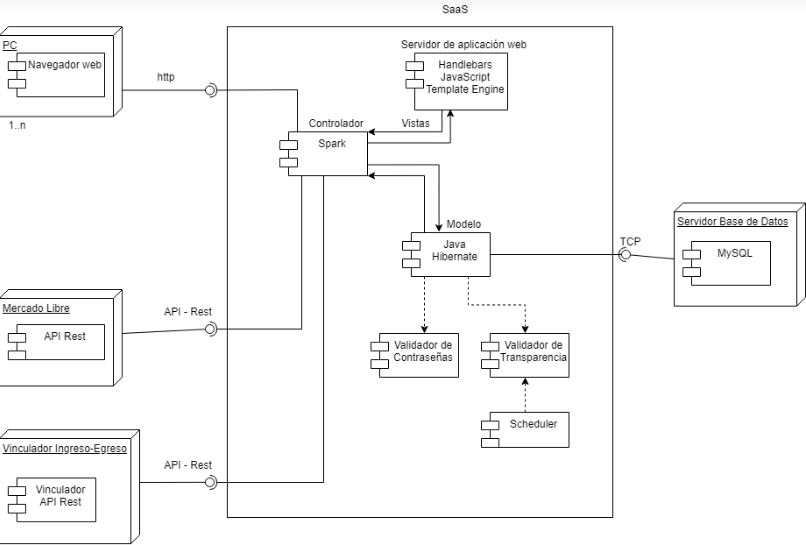 SaaS
PC
Navegador web
1..n
http
Servidor de aplicación web
Handlebars
JavaScript
Template Engine
Controlador
Vistas
Spark
Modelo
Java
Hibernate
TCP
Servidor Base de Datos
MySQL
Mercado Libre
API Rest
API - Rest
Validador de
Contraseñas
Validador de
Transparencia
Scheduler
Vinculador Ingreso-Egreso
Vinculador
API Rest
API - Rest